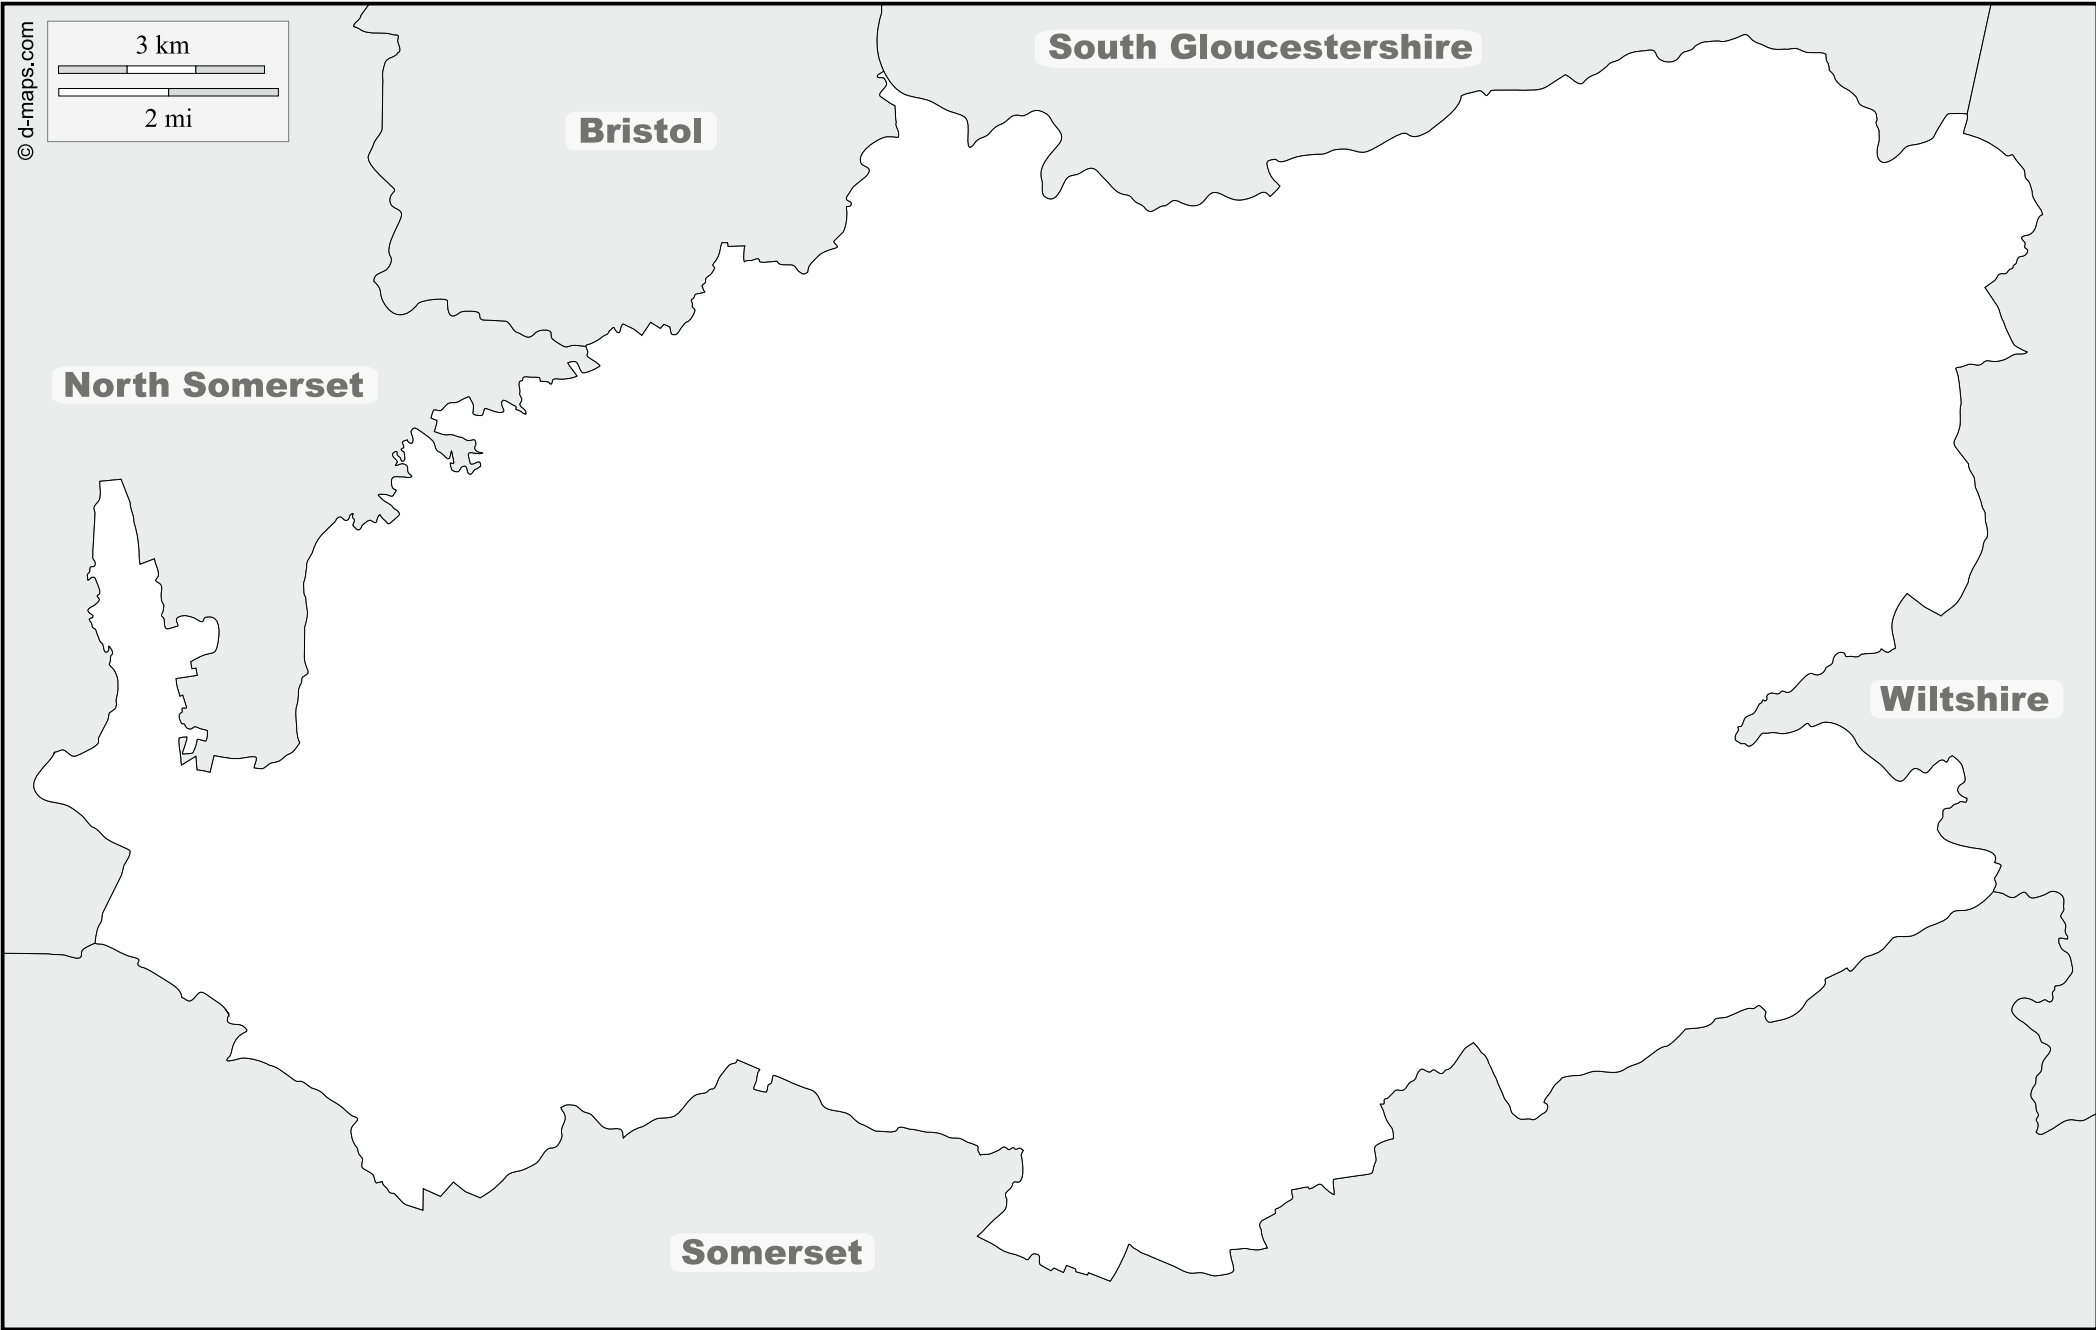 © d-maps.com
3 km
2 mi
South Gloucestershire
Bristol
North Somerset
Wiltshire
Somerset